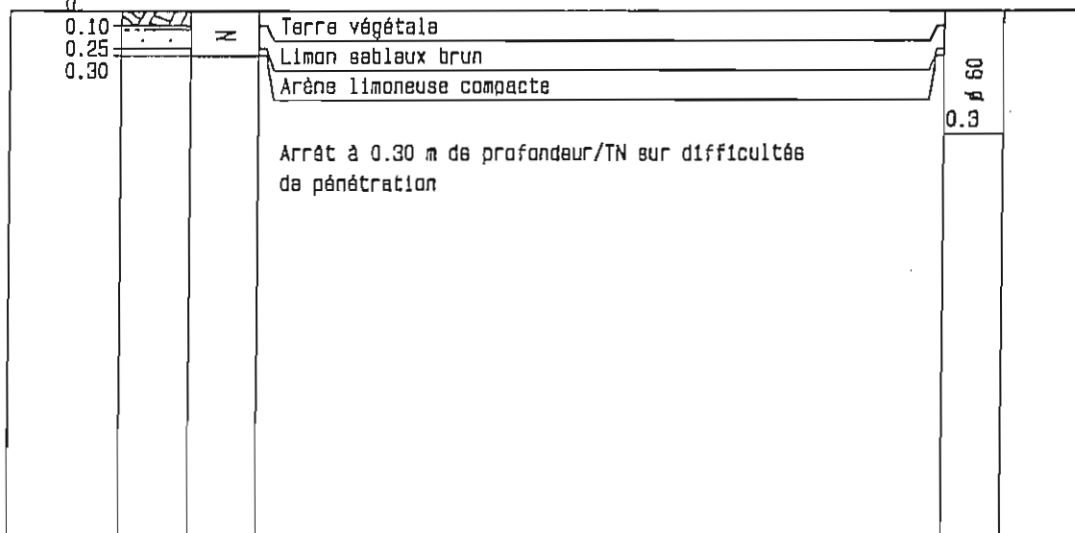 0.10
Terre végétale
N
0.25
Limon sableux brun
0.30
Arène limoneuse compacte
ø 60
0.3
Arrêt à 0.30 m de profondeur/TN sur difficultés
de pénétration